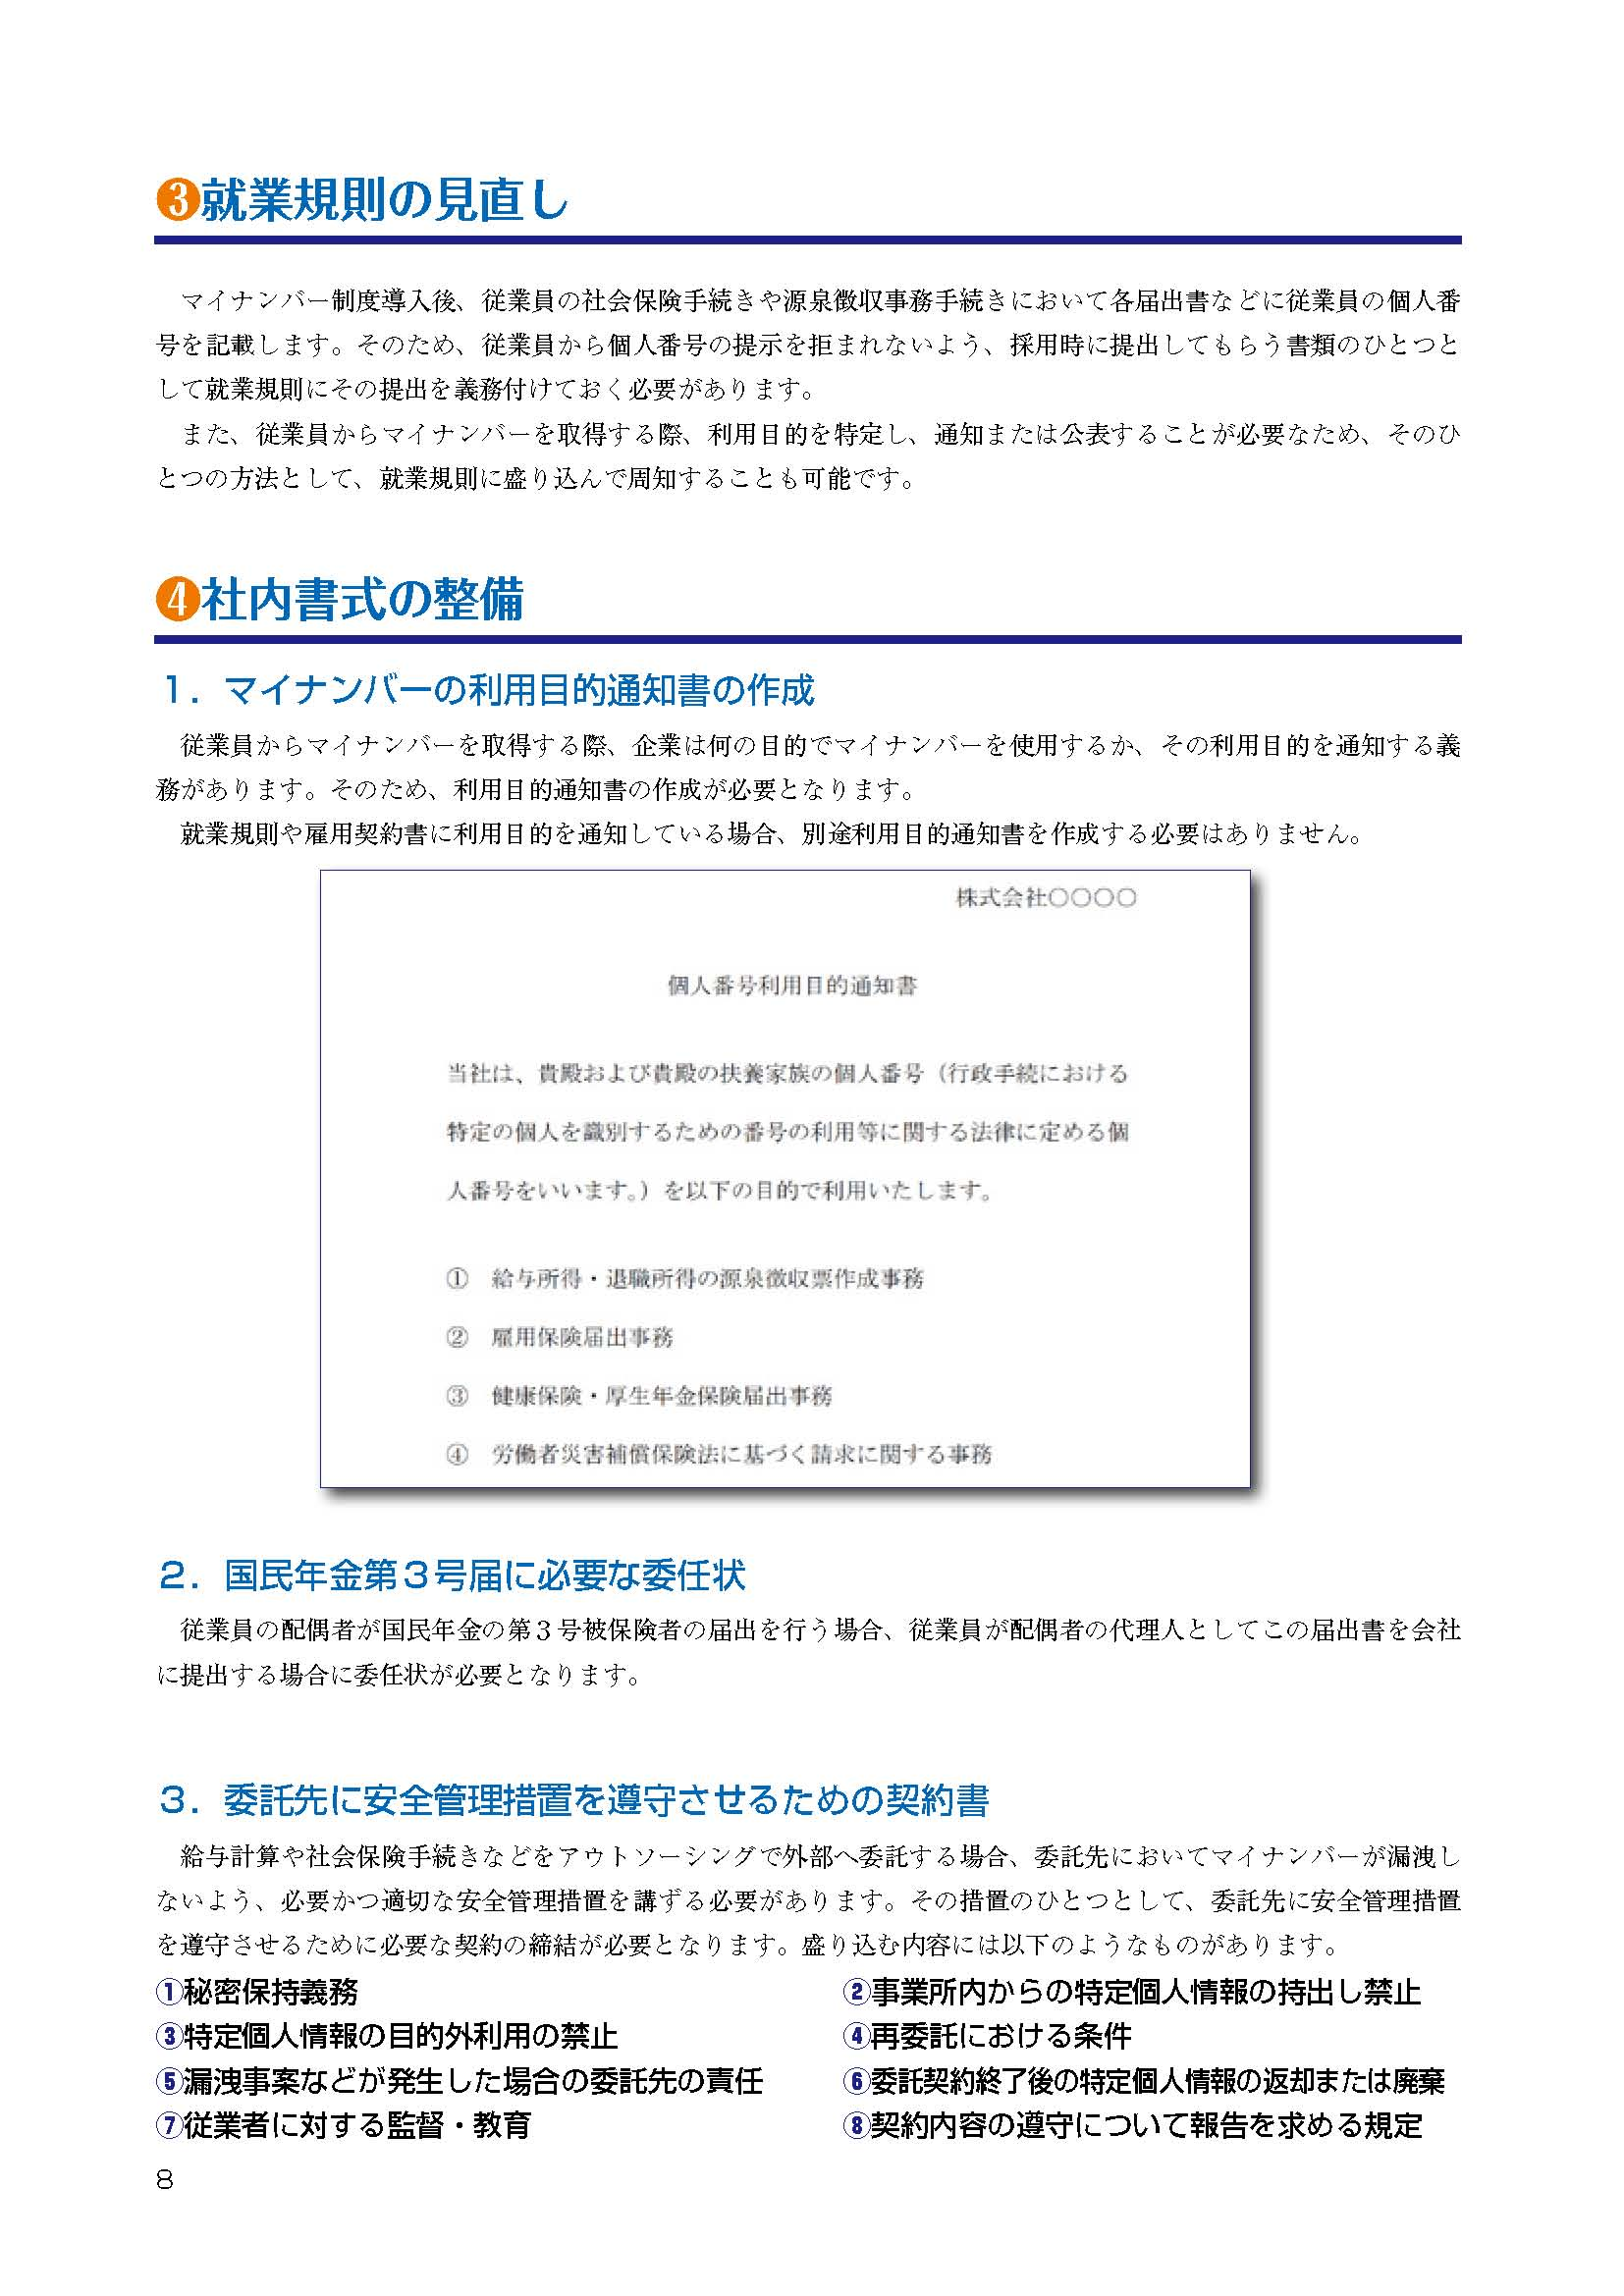 ❸就業規則の見直し
マイナンバー制度導入後、従業員の社会保険手続きや源泉徴収事務手続きにおいて各届出書などに従業員の個人番
号を記載します。そのため、従業員から個人番号の提示を拒まれないよう、採用時に提出してもらう書類のひとつと
して就業規則にその提出を義務付けておく必要があります。
また、従業員からマイナンバーを取得する際、利用目的を特定し、通知または公表することが必要なため、そのひ
とつの方法として、就業規則に盛り込んで周知することも可能です。
❹社内書式の整備
１．マイナンバーの利用目的通知書の作成
従業員からマイナンバーを取得する際、企業は何の目的でマイナンバーを使用するか、その利用目的を通知する義
務があります。そのため、利用目的通知書の作成が必要となります。
就業規則や雇用契約書に利用目的を通知している場合、別途利用目的通知書を作成する必要はありません。
株式会社〇〇〇〇
個人番号利用目的通知書
当社は、貴殿および貴殿の扶養家族の個人番号（行政手続における
特定の個人を識別するための番号の利用等に関する法律に定める個
人番号をいいます。）を以下の目的で利用いたします。
①　給与所得・退職所得の源泉徴収票作成事務
②　雇用保険届出事務
③　健康保険・厚生年金保険届出事務
④　労働者災害補償保険法に基づく請求に関する事務
２．国民年金第３号届に必要な委任状
従業員の配偶者が国民年金の第３号被保険者の届出を行う場合、従業員が配偶者の代理人としてこの届出書を会社
に提出する場合に委任状が必要となります。
３．委託先に安全管理措置を遵守させるための契約書
給与計算や社会保険手続きなどをアウトソーシングで外部へ委託する場合、委託先においてマイナンバーが漏洩し
ないよう、必要かつ適切な安全管理措置を講ずる必要があります。その措置のひとつとして、委託先に安全管理措置
を遵守させるために必要な契約の締結が必要となります。盛り込む内容には以下のようなものがあります。
①秘密保持義務
②事業所内からの特定個人情報の持出し禁止
③特定個人情報の目的外利用の禁止
④再委託における条件
⑤漏洩事案などが発生した場合の委託先の責任
⑥委託契約終了後の特定個人情報の返却または廃棄
⑦従業者に対する監督・教育
⑧契約内容の遵守について報告を求める規定
8